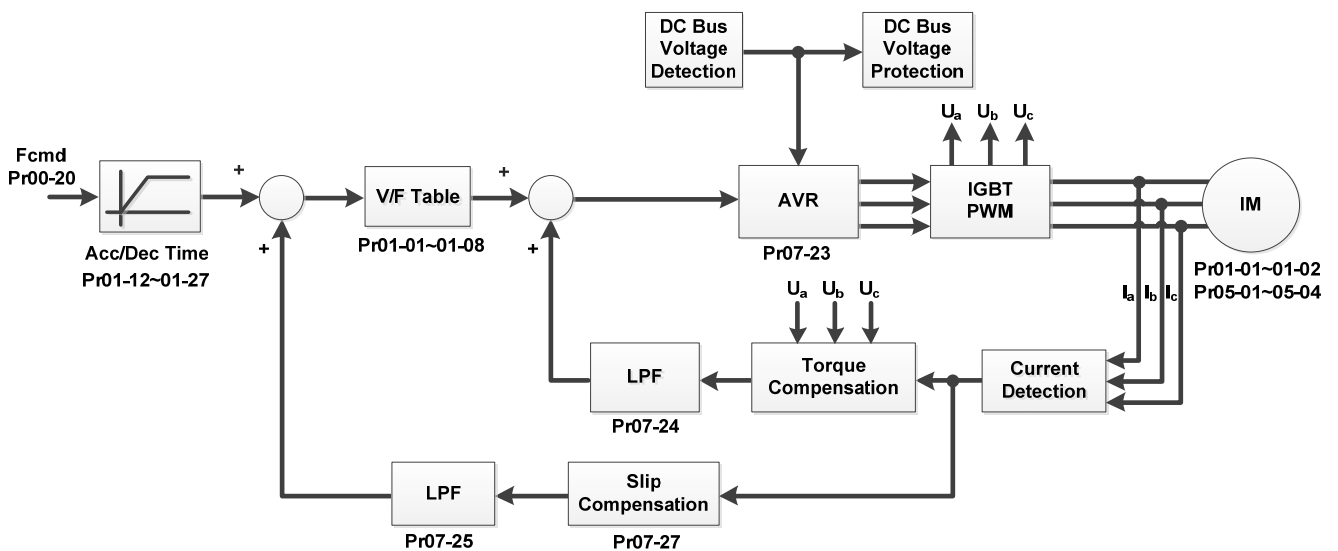 DC Bus
Voltage
Detection
DC Bus
Voltage
Protection
Ua
Ub
Uc
Fcmd
Pr00-20
+
+
V/F Table
AVR
IGBT
PWM
IM
+
+
Acc/Dec Time
Pr01-12~01-27
Pr01-01~01-08
Pr07-23
Pr01-01~01-02
Pr05-01~05-04
Ua
Ub
Uc
Ia
Ib
Ic
LPF
Torque
Compensation
Current
Detection
Pr07-24
LPF
Slip
Compensation
Pr07-25
Pr07-27